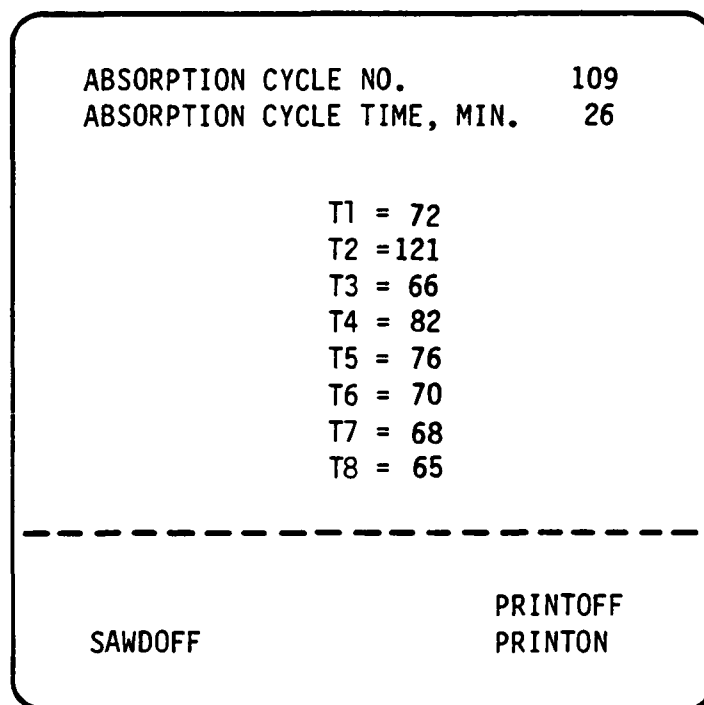 ABSORPTION CYCLE NO. 109
ABSORPTION CYCLE TIME, MIN. 26
T1 = 72
T2 =121
T3 = 66
T4 = 82
T5 = 76
T6 = 70
T7 = 68
T8 = 65
PRINTOFF
SAWDOFF PRINTON